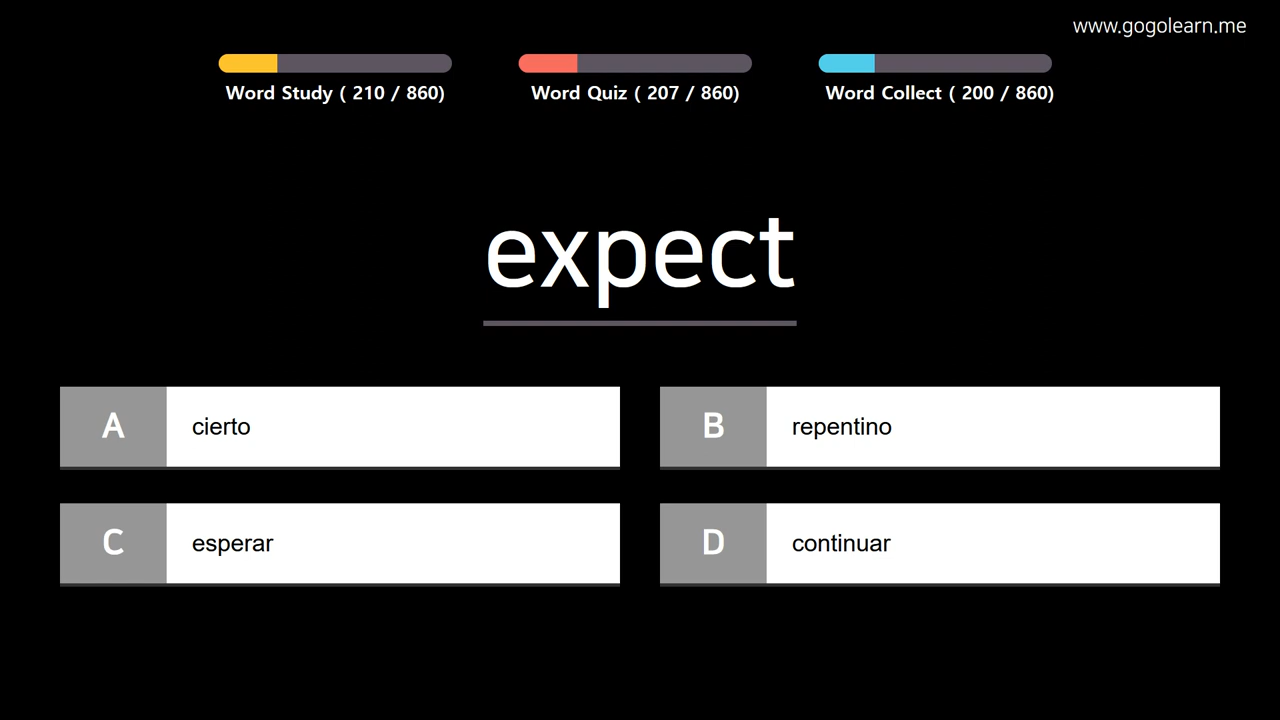 www.gogolearn.me
Word Study ( 210 / 860)
Word Quiz ( 207 / 860)
Word Collect ( 200 / 860)
expect
A cierto
B repentino
C esperar
D continuar